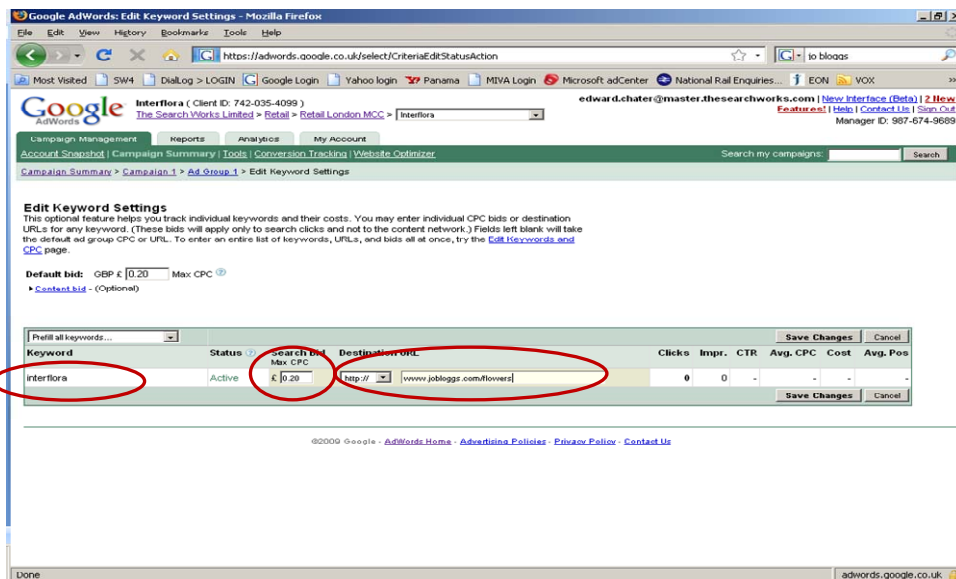 Google AdWords: Edit Keyword Settings - Mozilla Firefox
File Edit View History Bookmarks Tools Help
https://adwords.google.co.uk/select/CriteriaEditStatusAction
jo bloggs
Most Visited SW4 DialLog > LOGIN Google Login Yahoo login Panama MIVA Login Microsoft adCenter National Rail Enquiries... EON VOX »
Google AdWords
Interflora ( Client ID: 742-035-4099 )
The Search Works Limited > Retail > Retail London MCC > Interflora
edward.chater@master.thesearchworks.com | New Interface (Beta) | 2 New
Features! | Help | Contact Us | Sign Out
Manager ID: 987-674-9689
Campaign Management Reports Analytics My Account
Account Snapshot | Campaign Summary | Tools | Conversion Tracking | Website Optimizer
Search my campaigns: Search
Campaign Summary > Campaign 1 > Ad Group 1 > Edit Keyword Settings
Edit Keyword Settings
This optional feature helps you track individual keywords and their costs. You may enter individual CPC bids or destination
URLs for any keyword. (These bids will apply only to search clicks and not to the content network.) Fields left blank will take
the default ad group CPC or URL. To enter an entire list of keywords, URLs, and bids all at once, try the Edit Keywords and
CPC page.
Default bid: GBP £ 0.20 Max CPC ?
Content bid - (Optional)
Prefill all keywords... Save Changes Cancel
Keyword Status ? Search bid Destination URL Clicks Impr. CTR Avg. CPC Cost Avg. Pos
Max CPC
interflora Active £ 0.20 http:// www.jobloggs.com/flowers 0 0 - - - -
Save Changes Cancel
©2009 Google - AdWords Home - Advertising Policies - Privacy Policy - Contact Us
Done adwords.google.co.uk